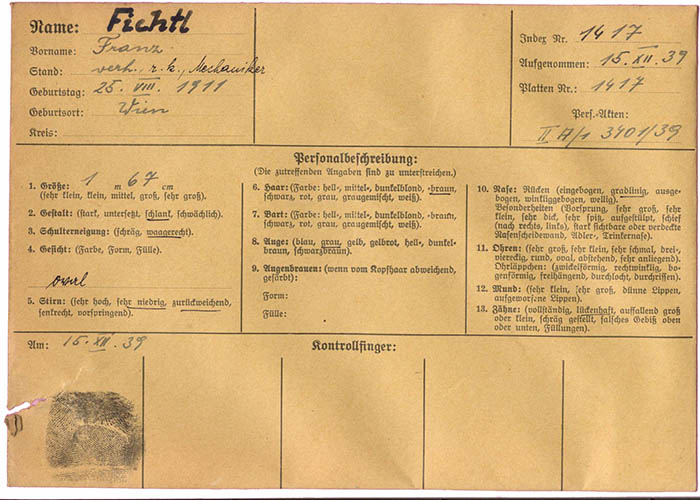 Name: Fichtl
Vorname: Franz
Stand: verh., r. k., Mechaniker
Geburtstag: 25. VIII. 1911
Geburtsort: Wien
Kreis:
Index Nr. 1417
Aufgenommen: 15. XII. 39
Platten Nr.: 1417
Pers.-Akten:
II A/1 3401/39
Personalbeschreibung:
(Die zutreffenden Angaben sind zu unterstreichen.)
1. Größe: 1 m 67 cm
(sehr klein, klein, mittel, groß, sehr groß).
2. Gestalt: (stark, untersetzt, schlank, schwächlich).
3. Schulterneigung: (schräg, waagerecht).
4. Gesicht: (Farbe, Form, Fülle).
oval
5. Stirn: (sehr hoch, sehr niedrig, zurückweichend,
senkrecht, vorspringend).
6. Haar: (Farbe: hell-, mittel-, dunkelblond, -braun,
schwarz, rot, grau, graugemischt, weiß).
7. Bart: (Farbe: hell-, mittel-, dunkelblond, -braun,
schwarz, rot, grau, graugemischt, weiß).
8. Auge: (blau, grau, gelb, gelbrot, hell-, dunkel-
braun, schwarzbraun).
9. Augenbrauen: (wenn vom Kopfhaar abweichend,
gefärbt):
Form:
Fülle:
10. Nase: Rücken (eingebogen, gradlinig, ausge-
bogen, winkliggebogen, wellig).
Besonderheiten (Vorsprung, sehr groß, sehr
klein, sehr dick, sehr spitz, aufgestülpt, schief
(nach rechts, links), stark sichtbare oder verdeckte
Nasenscheidewand, Adler-, Trinkernase).
11. Ohren: (sehr groß, sehr klein, sehr schmal, drei-,
viereckig, rund, oval, abstehend, sehr anliegend).
Ohrläppchen: (zwickelförmig, rechtwinklig, bo-
genförmig, freihängend, durchlocht, durchrissen).
12. Mund: (sehr klein, sehr groß, dünne Lippen,
aufgeworfene Lippen).
13. Zähne: (vollständig, lückenhaft, auffallend groß
oder klein, schräg gestellt, falsches Gebiß oben
oder unten, Füllungen).
Am: 15. XII. 39
Kontrollfinger: